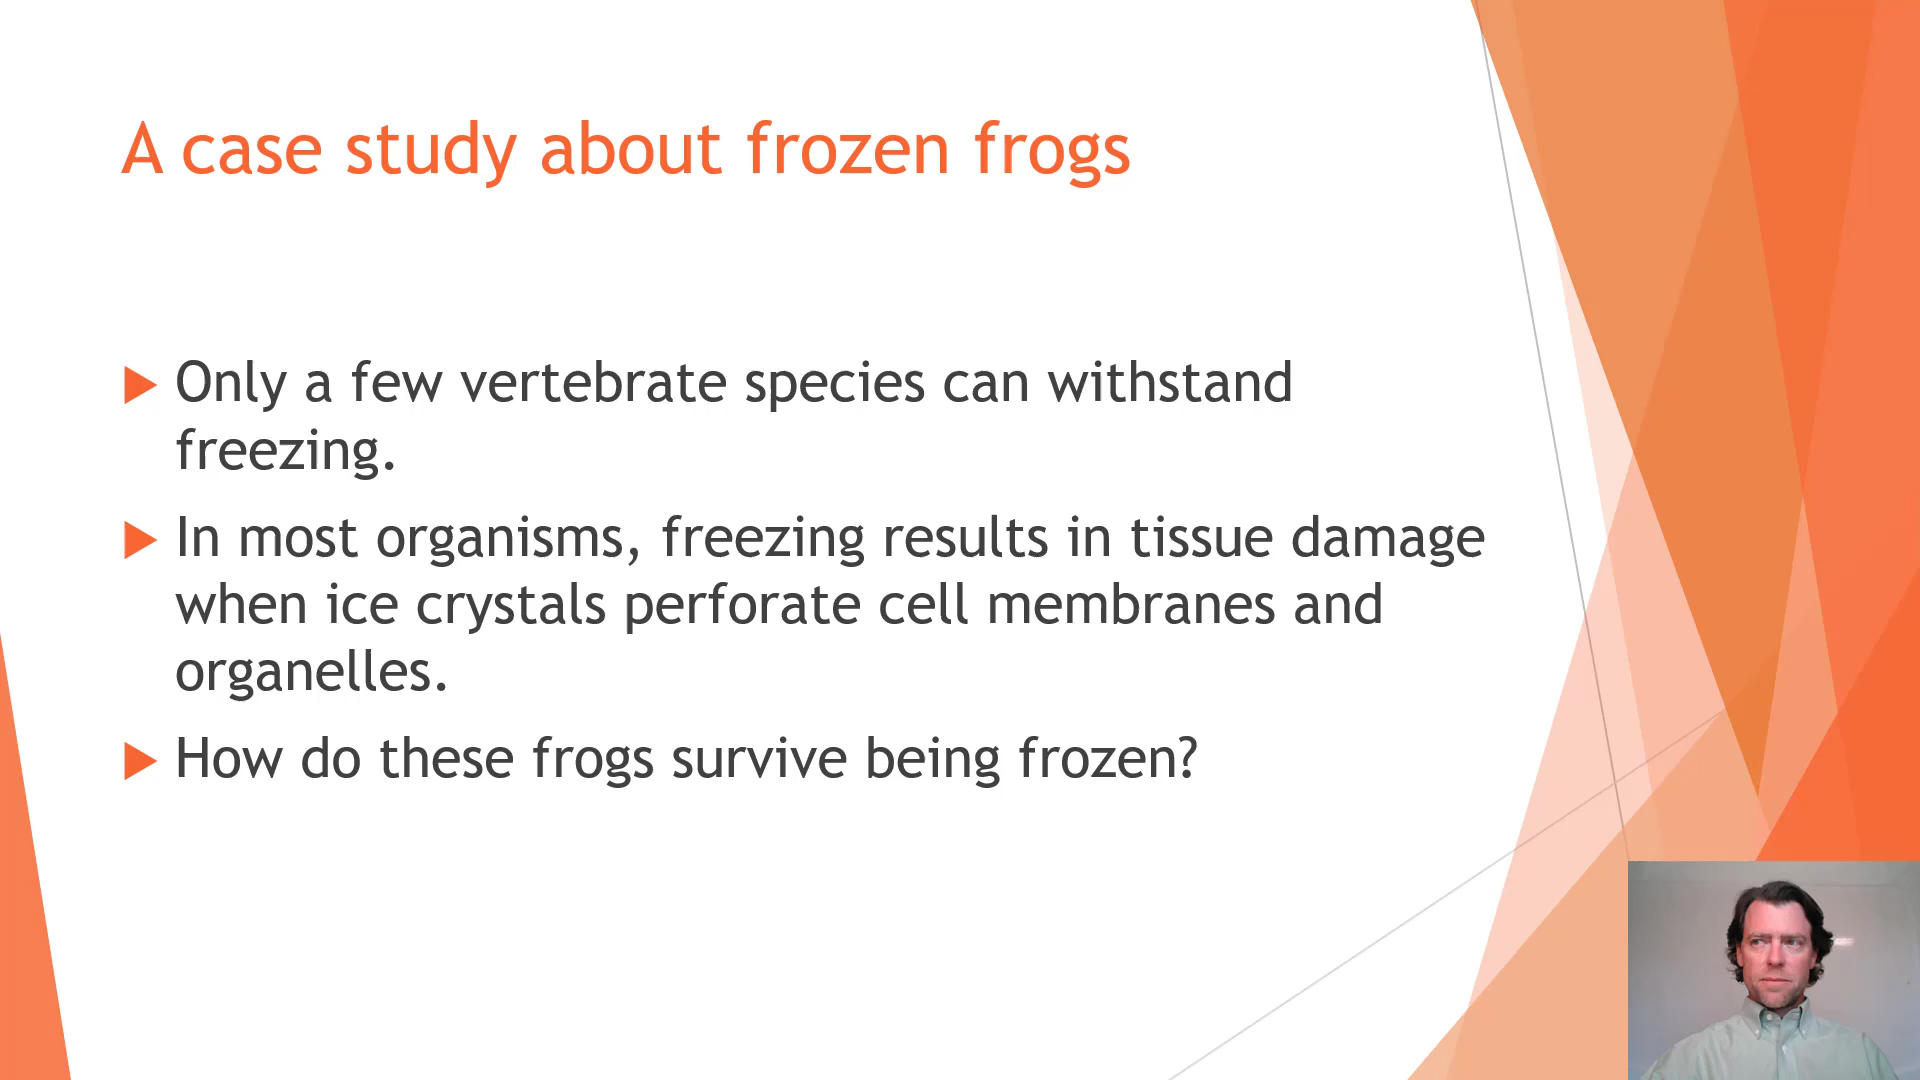 A case study about frozen frogs
Only a few vertebrate species can withstand
freezing.
In most organisms, freezing results in tissue damage
when ice crystals perforate cell membranes and
organelles.
How do these frogs survive being frozen?